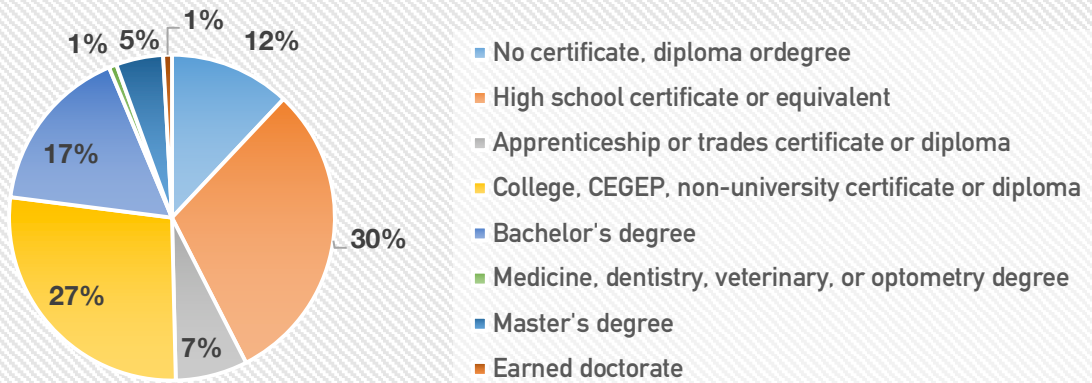 1%
1% 5% 12%
17%
30%
27%
7%
No certificate, diploma ordegree
High school certificate or equivalent
Apprenticeship or trades certificate or diploma
College, CEGEP, non-university certificate or diploma
Bachelor's degree
Medicine, dentistry, veterinary, or optometry degree
Master's degree
Earned doctorate